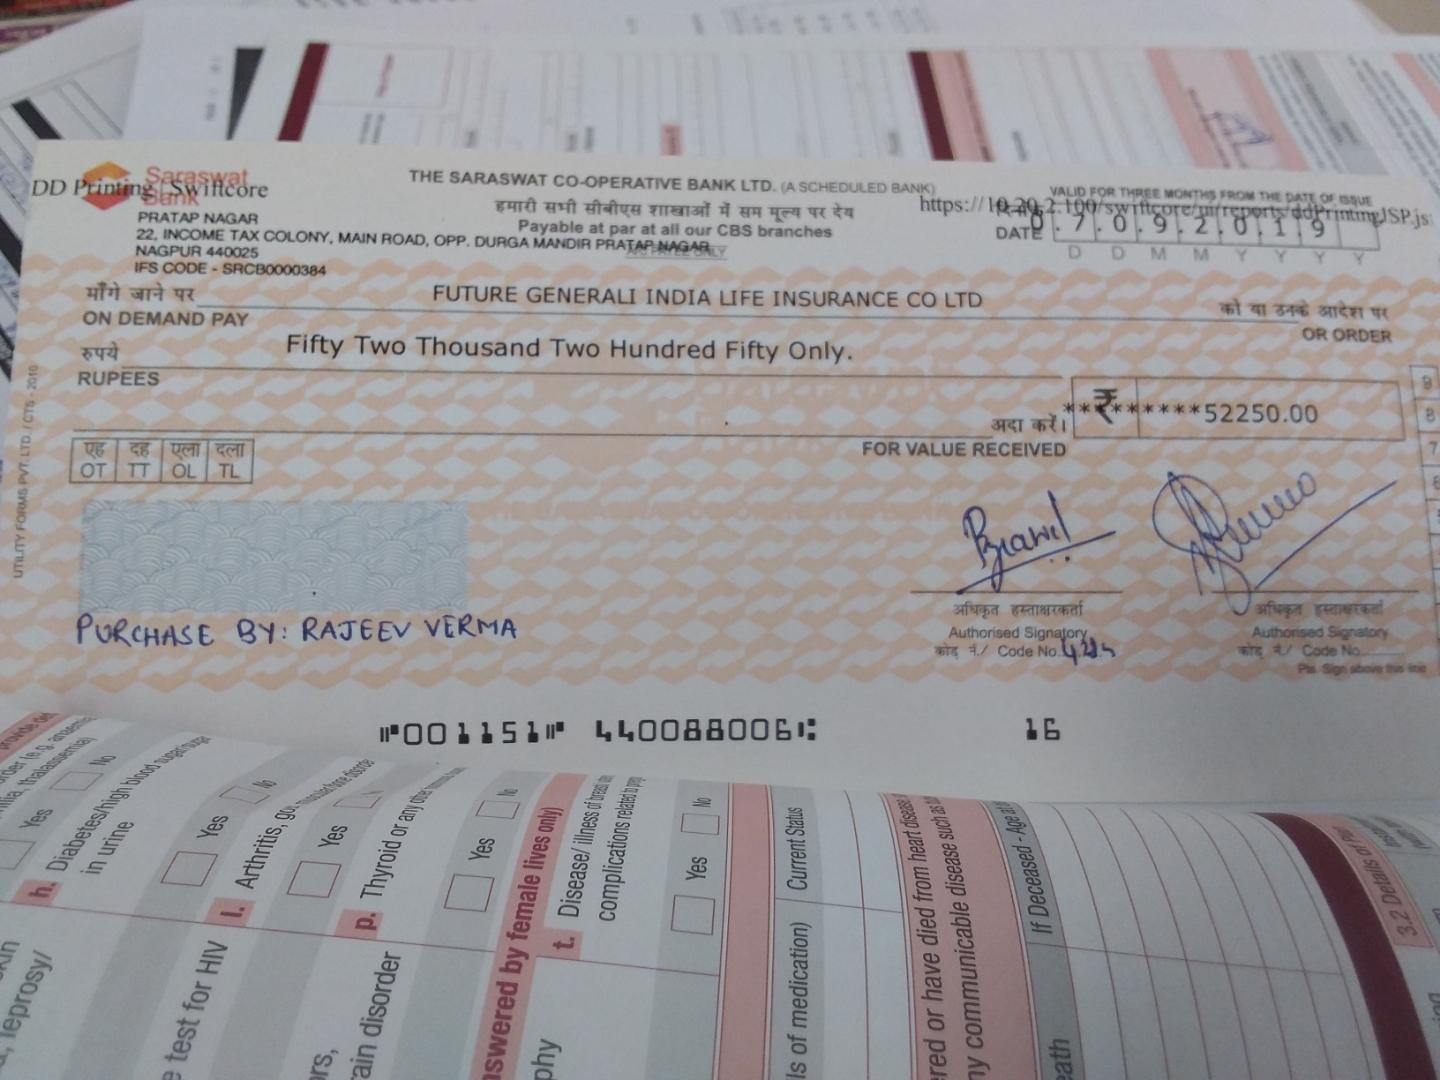 Saraswat
Bank
DD Printing | Swiftcore
THE SARASWAT CO-OPERATIVE BANK LTD. (A SCHEDULED BANK)
हमारी सभी सीबीएस शाखाओं में सम मूल्य पर देय
Payable at par at all our CBS branches
VALID FOR THREE MONTHS FROM THE DATE OF ISSUE
https://10.20.2.100/swiftcore/mreports/ddPrintingJSP.js
DATE 0.7.0.9.2.0.1.9
D D M M Y Y Y Y
PRATAP NAGAR
22, INCOME TAX COLONY, MAIN ROAD, OPP. DURGA MANDIR PRATAP NAGAR
NAGPUR 440025
IFS CODE - SRCB0000384
A/C PAYEE ONLY
माँगे जाने पर FUTURE GENERALI INDIA LIFE INSURANCE CO LTD को या उनके आदेश पर
ON DEMAND PAY OR ORDER
रुपये Fifty Two Thousand Two Hundred Fifty Only.
RUPEES
अदा करें। ₹ *********52250.00
FOR VALUE RECEIVED
एह दह एला दला
OT TT OL TL
UTILITY FORMS PVT. LTD. / CTS - 2010
PURCHASE BY: RAJEEV VERMA
अधिकृत हस्ताक्षरकर्ता अधिकृत हस्ताक्षरकर्ता
Authorised Signatory Authorised Signatory
कोड़ नं./ Code No. कोड़ नं./ Code No.
Pls. Sign above this line
⑈001151⑈ 440088006⑆ 16
No
Yes
h. Diabetes/high blood sugar/sugar
in urine
No
Yes
l. Arthritis,
Yes
p. Thyroid or any other
No
Yes
answered by female lives only)
t. Disease/ illness of breast
complications related to
No
Yes
Current Status
ls of medication)
ered or have died from heart disease,
ny communicable disease such as
If Deceased - Age
3.2 Details of
leprosy/
e test for HIV
rain disorder